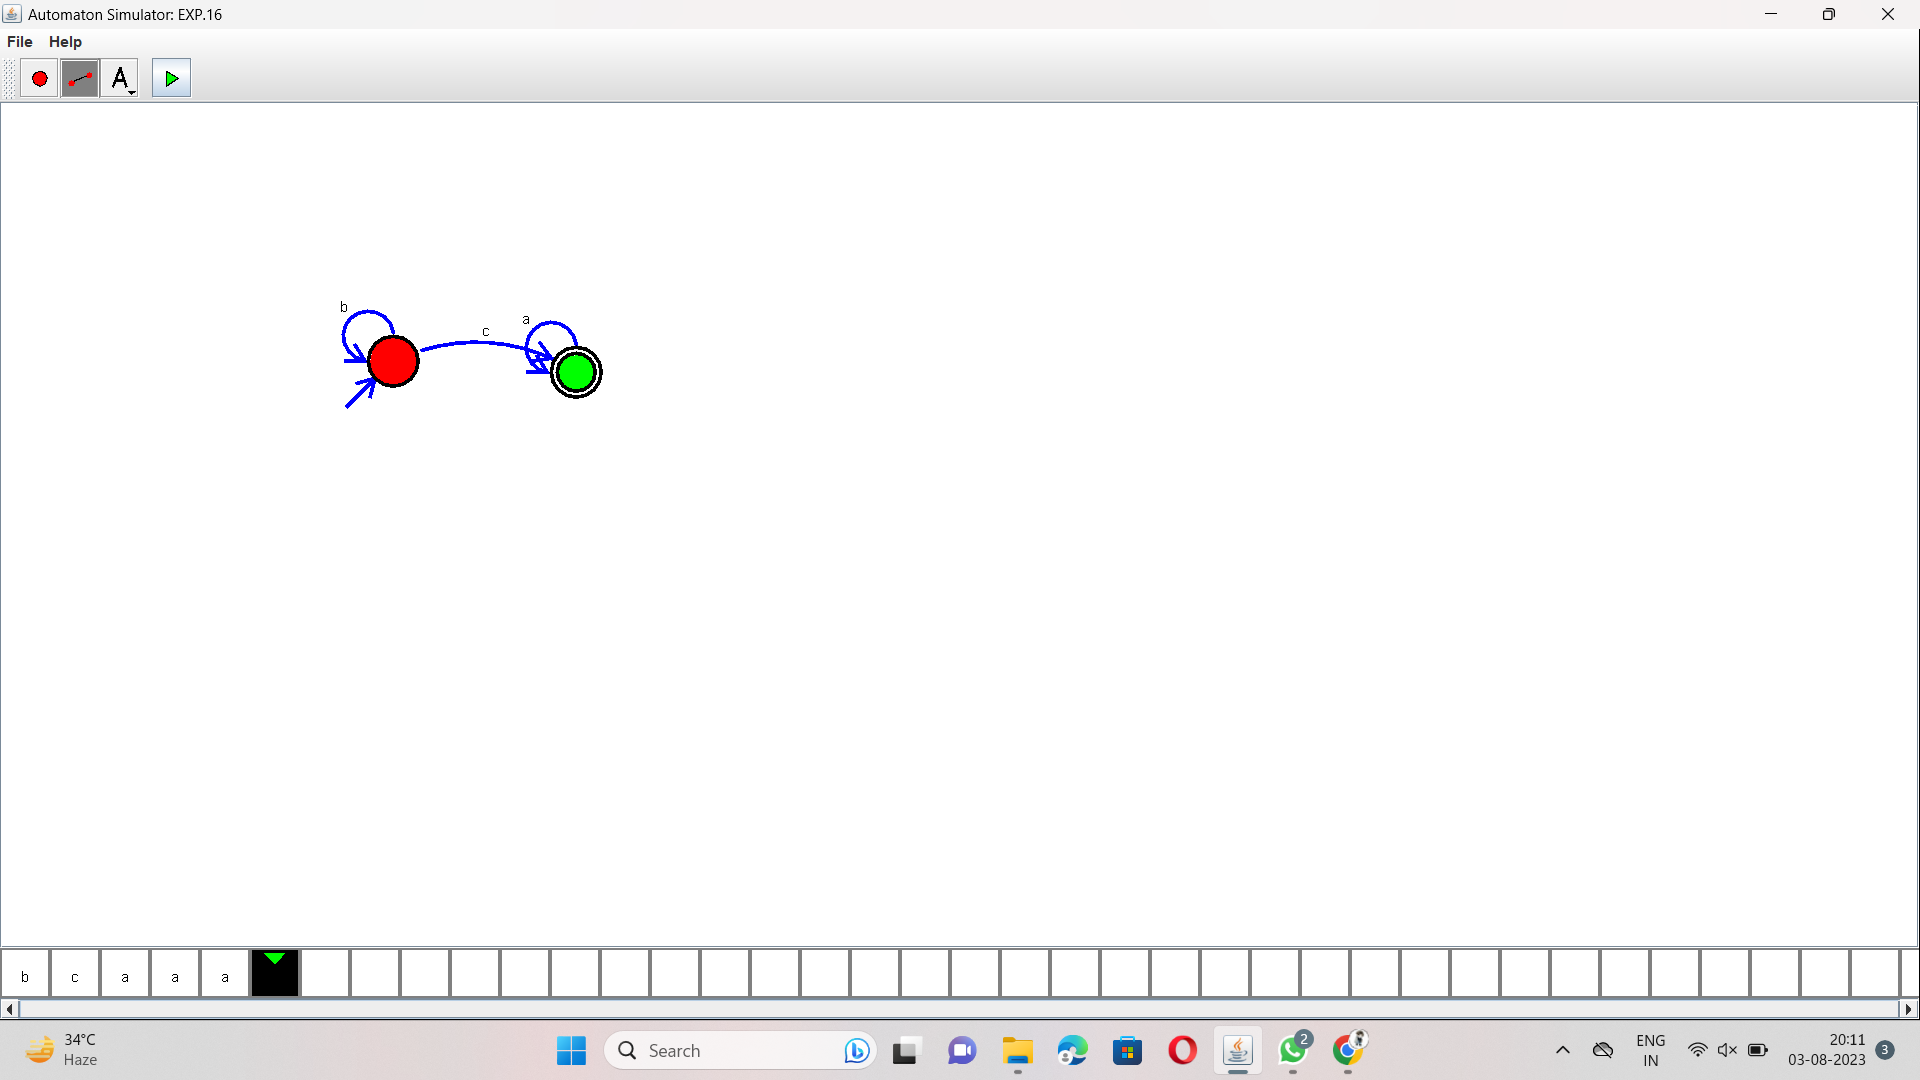 Automaton Simulator: EXP.16
File Help
A
b
c
a
b c a a a
34°C
Haze
Search
2
ENG
IN
20:11
03-08-2023
3